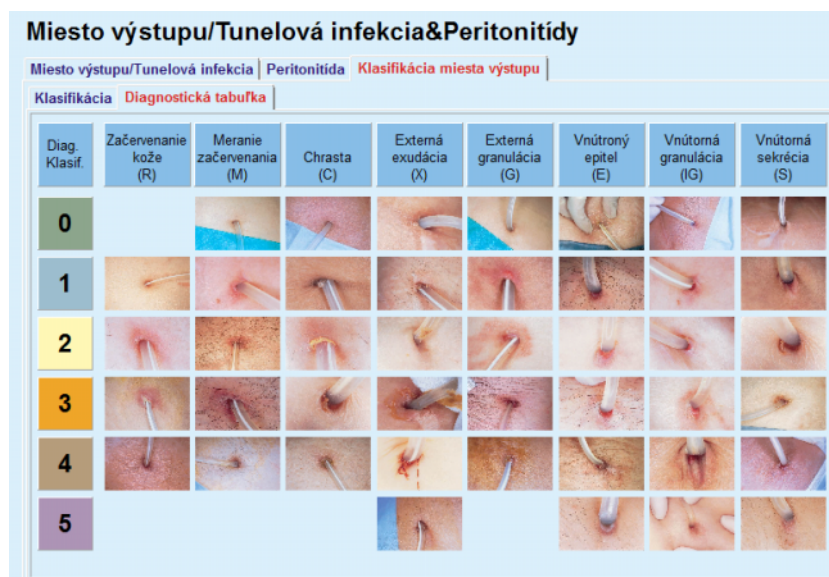 Miesto výstupu/Tunelová infekcia&Peritonitídy
Miesto výstupu/Tunelová infekcia Peritonitída Klasifikácia miesta výstupu
Klasifikácia Diagnostická tabuľka
Diag. Klasif.
Začervenanie kože (R)
Meranie začervenania (M)
Chrasta (C)
Externá exudácia (X)
Externá granulácia (G)
Vnútroný epitel (E)
Vnútorná granulácia (IG)
Vnútorná sekrécia (S)
0
1
2
3
4
5